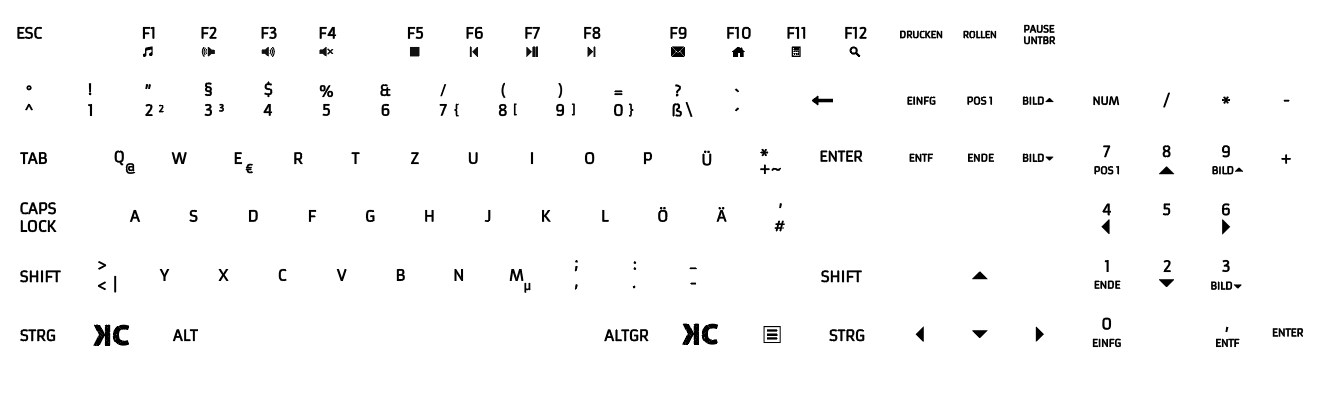 ESC F1 F2 F3 F4 F5 F6 F7 F8 F9 F10 F11 F12 DRUCKEN ROLLEN PAUSE UNTBR
° ! " § $ % & / ( ) = ? `
^ 1 2 ² 3 ³ 4 5 6 7 { 8 [ 9 ] 0 } ß \ ´ EINFG POS1 BILD NUM / * -
TAB Q @ W E € R T Z U I O P Ü * + ~ ENTER ENTF ENDE BILD 7 POS1 8 9 BILD +
CAPS LOCK A S D F G H J K L Ö Ä ' # 4 5 6
SHIFT > < | Y X C V B N M µ ; , : . _ - SHIFT 1 ENDE 2 3 BILD
STRG KC ALT ALTGR KC STRG 0 EINFG , ENTF ENTER